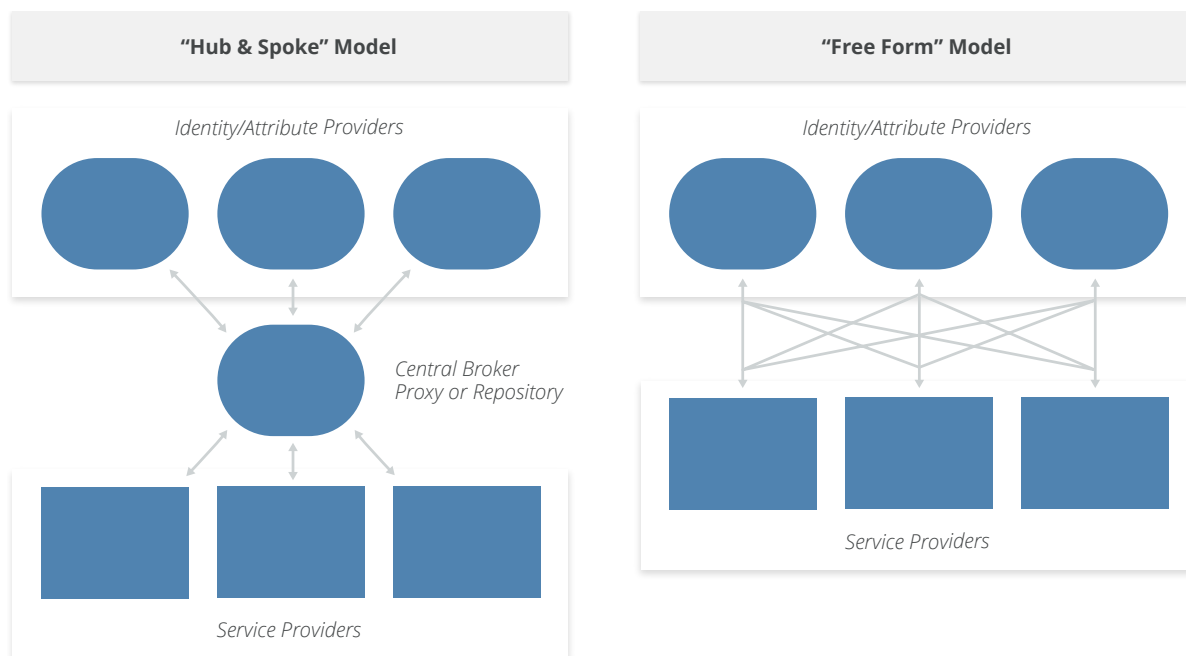 “Hub & Spoke” Model
Identity/Attribute Providers
Central Broker
Proxy or Repository
Service Providers
“Free Form” Model
Identity/Attribute Providers
Service Providers